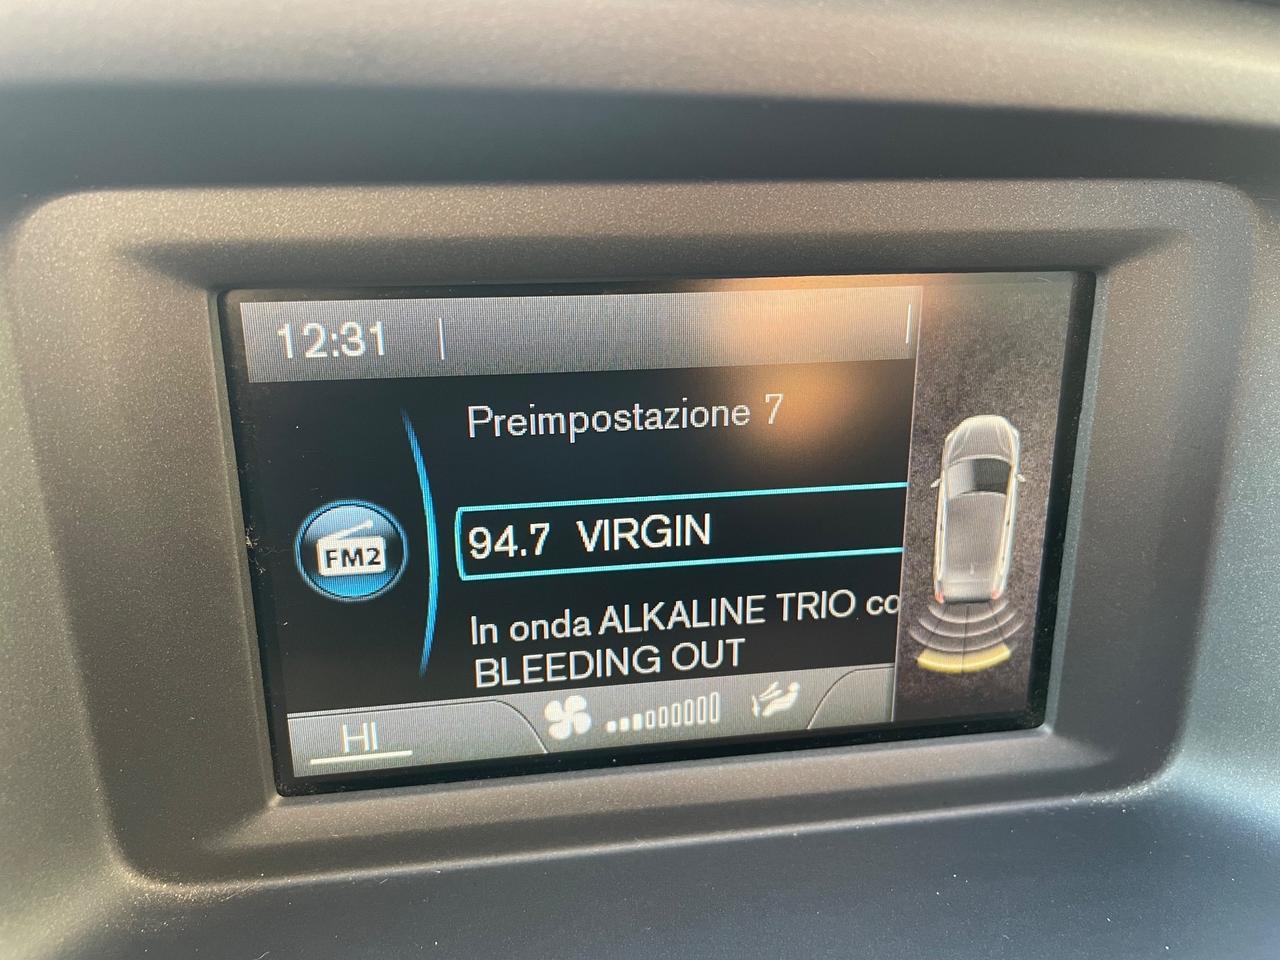 12:31
Preimpostazione 7
FM2
94.7 VIRGIN
In onda ALKALINE TRIO co
BLEEDING OUT
HI